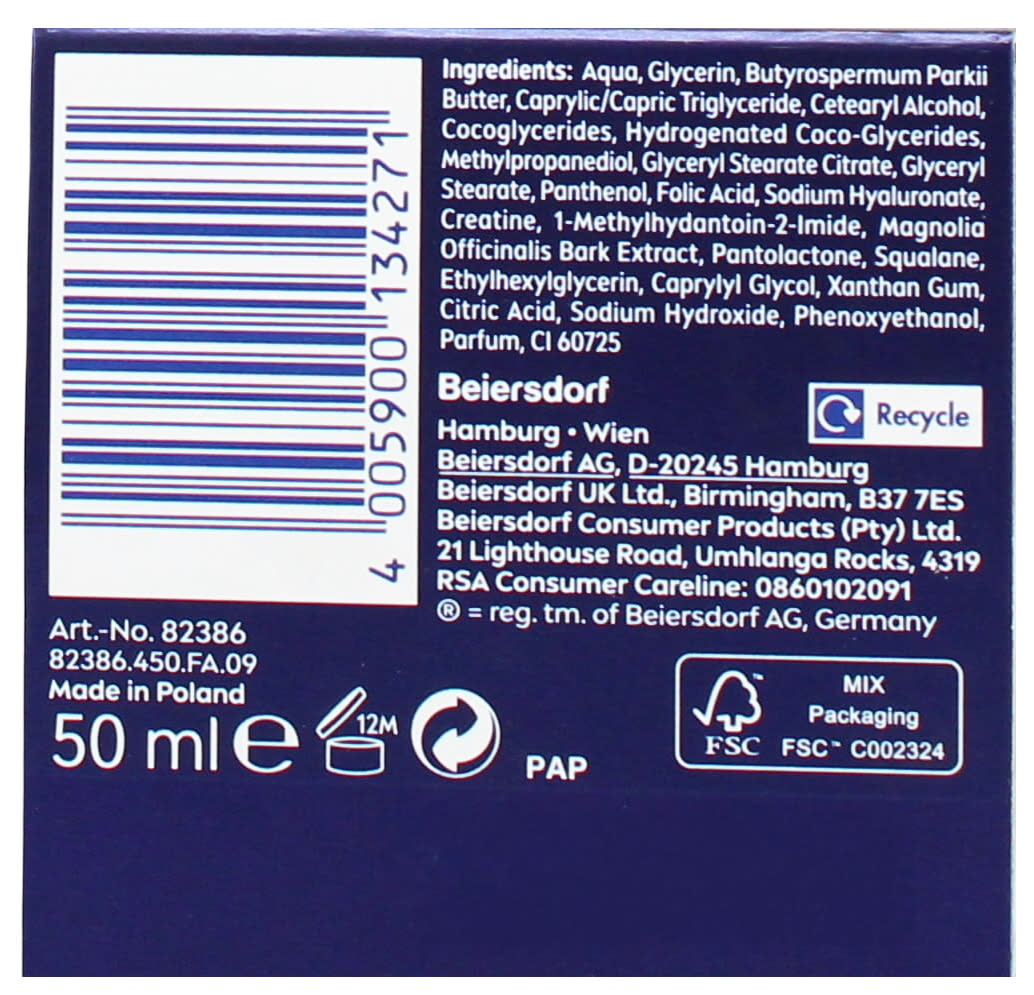 Ingredients: Aqua, Glycerin, Butyrospermum Parkii
Butter, Caprylic/Capric Triglyceride, Cetearyl Alcohol,
Cocoglycerides, Hydrogenated Coco-Glycerides,
Methylpropanediol, Glyceryl Stearate Citrate, Glyceryl
Stearate, Panthenol, Folic Acid, Sodium Hyaluronate,
Creatine, 1-Methylhydantoin-2-Imide, Magnolia
Officinalis Bark Extract, Pantolactone, Squalane,
Ethylhexylglycerin, Caprylyl Glycol, Xanthan Gum,
Citric Acid, Sodium Hydroxide, Phenoxyethanol,
Parfum, CI 60725
Beiersdorf
Hamburg • Wien
Beiersdorf AG, D-20245 Hamburg
Beiersdorf UK Ltd., Birmingham, B37 7ES
Beiersdorf Consumer Products (Pty) Ltd.
21 Lighthouse Road, Umhlanga Rocks, 4319
RSA Consumer Careline: 0860102091
® = reg. tm. of Beiersdorf AG, Germany
Recycle
4 005900 134271
Art.-No. 82386
82386.450.FA.09
Made in Poland
50 ml e
12M
PAP
FSC™
MIX
Packaging
FSC™ C002324